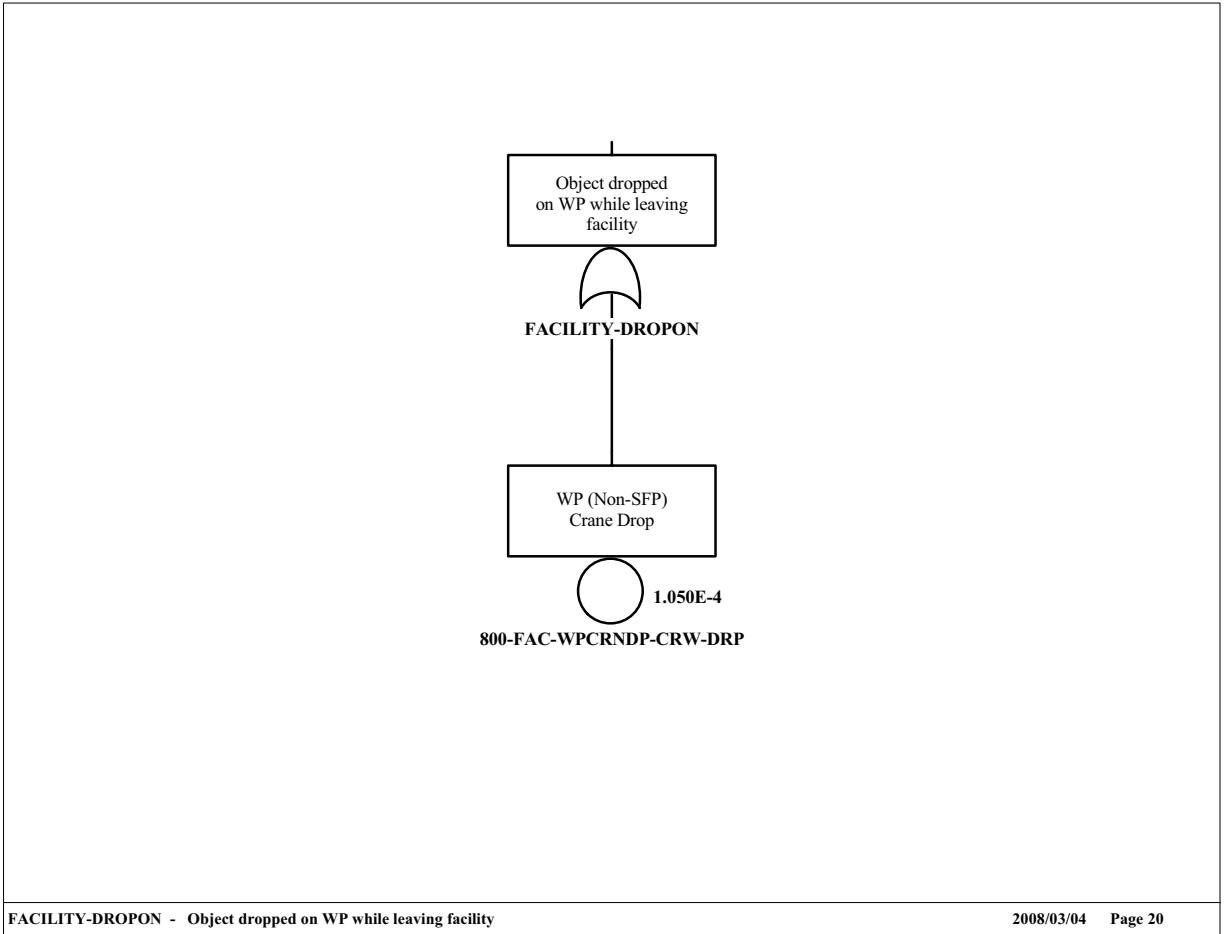 Object dropped
on WP while leaving
facility
FACILITY-DROPON
WP (Non-SFP)
Crane Drop
1.050E-4
800-FAC-WPCRNDP-CRW-DRP
FACILITY-DROPON - Object dropped on WP while leaving facility 2008/03/04 Page 20